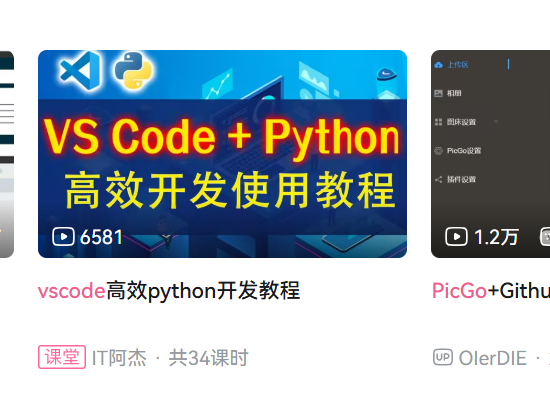 VS Code + Python
高效开发使用教程
6581
vscode高效python开发教程
课堂 IT阿杰 · 共34课时
上传区
相册
图床设置
PicGo设置
插件设置
1.2万
PicGo+Githu
UP OlerDIE ·